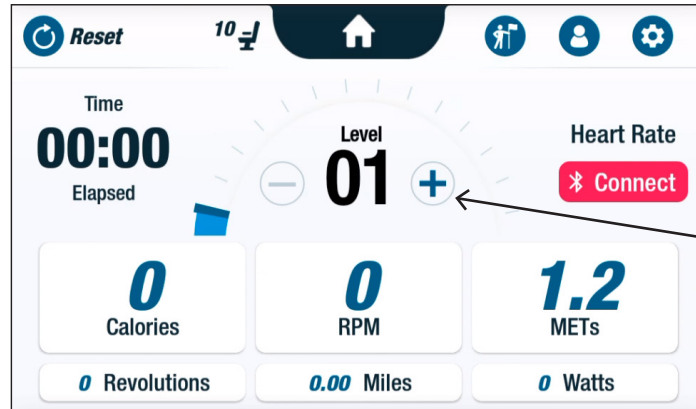 Reset
10
Time
00:00
Elapsed
Level
01
Heart Rate
Connect
0
Calories
0
RPM
1.2
METs
0 Revolutions
0.00 Miles
0 Watts